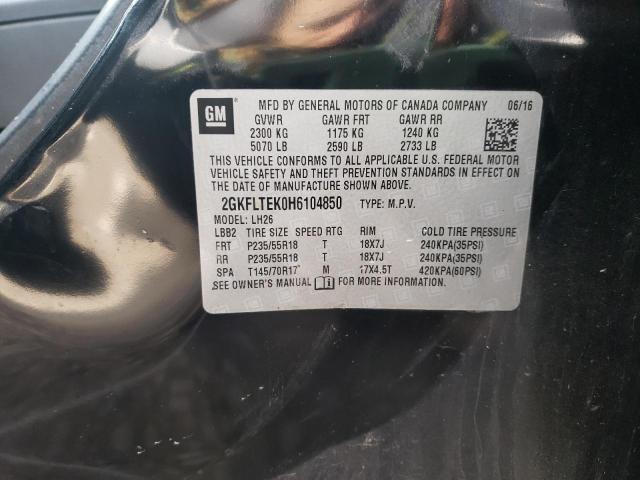 GM
MFD BY GENERAL MOTORS OF CANADA COMPANY 06/16
GVWR GAWR FRT GAWR RR
2300 KG 1175 KG 1240 KG
5070 LB 2590 LB 2733 LB
THIS VEHICLE CONFORMS TO ALL APPLICABLE U.S. FEDERAL MOTOR
VEHICLE SAFETY AND THEFT PREVENTION STANDARDS IN EFFECT ON
THE DATE OF MANUFACTURE SHOWN ABOVE.
2GKFLTEK0H6104850 TYPE: M.P.V.
MODEL: LH26
LBB2 TIRE SIZE SPEED RTG RIM COLD TIRE PRESSURE
FRT P235/55R18 T 18X7J 240KPA(35PSI)
RR P235/55R18 T 18X7J 240KPA(35PSI)
SPA T145/70R17 M 17X4.5T 420KPA(60PSI)
SEE OWNER'S MANUAL FOR MORE INFORMATION.